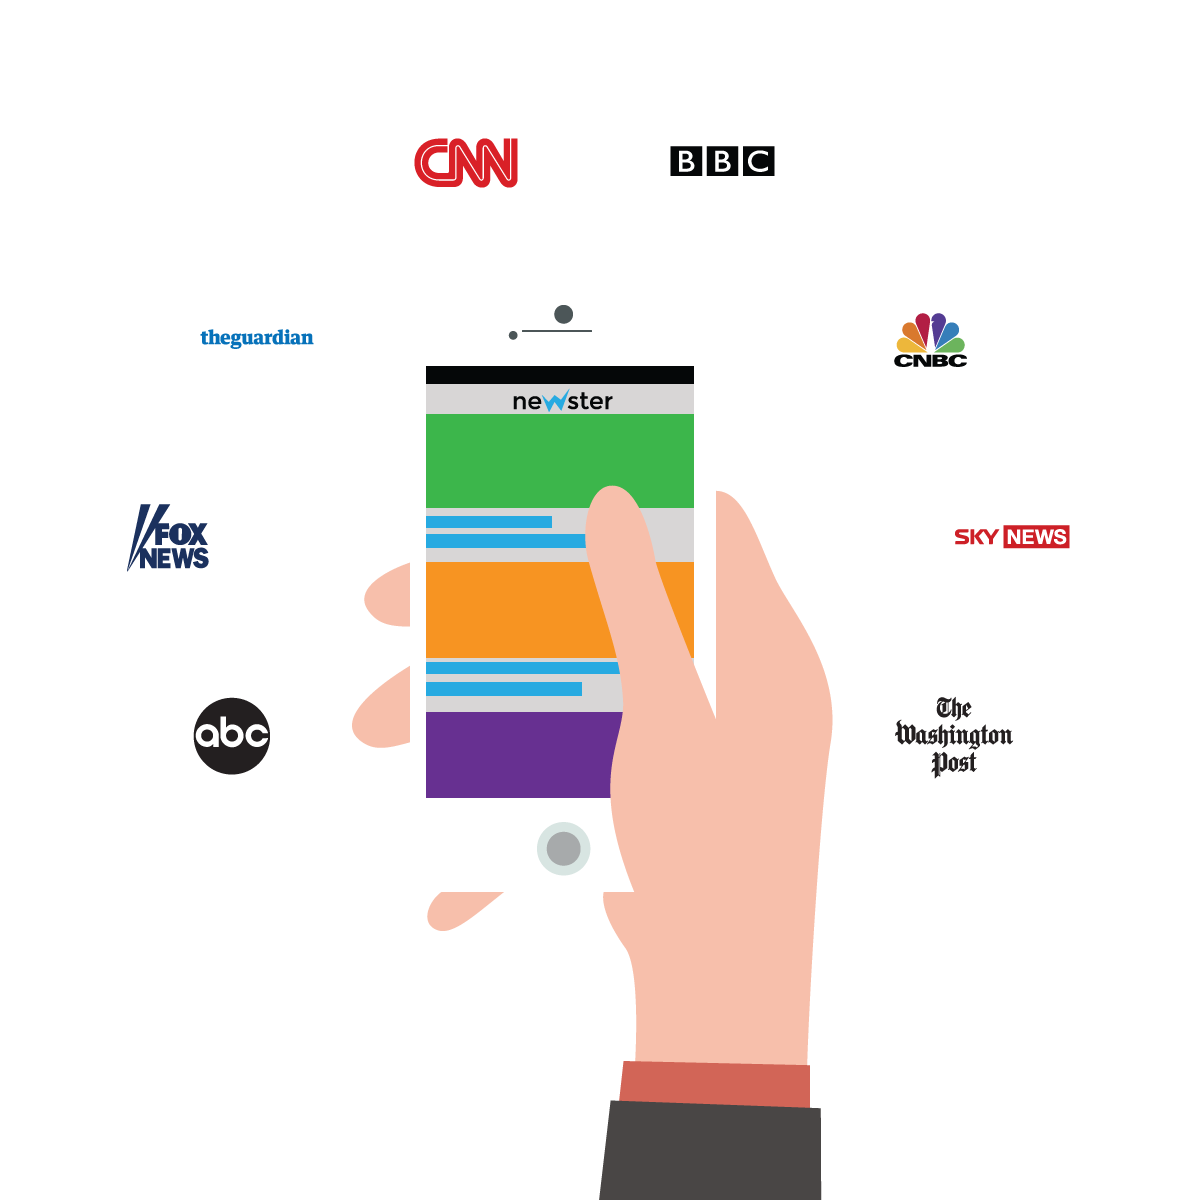 CNN
BBC
theguardian
CNBC
newster
FOX
NEWS
SKY NEWS
abc
The
Washington
Post